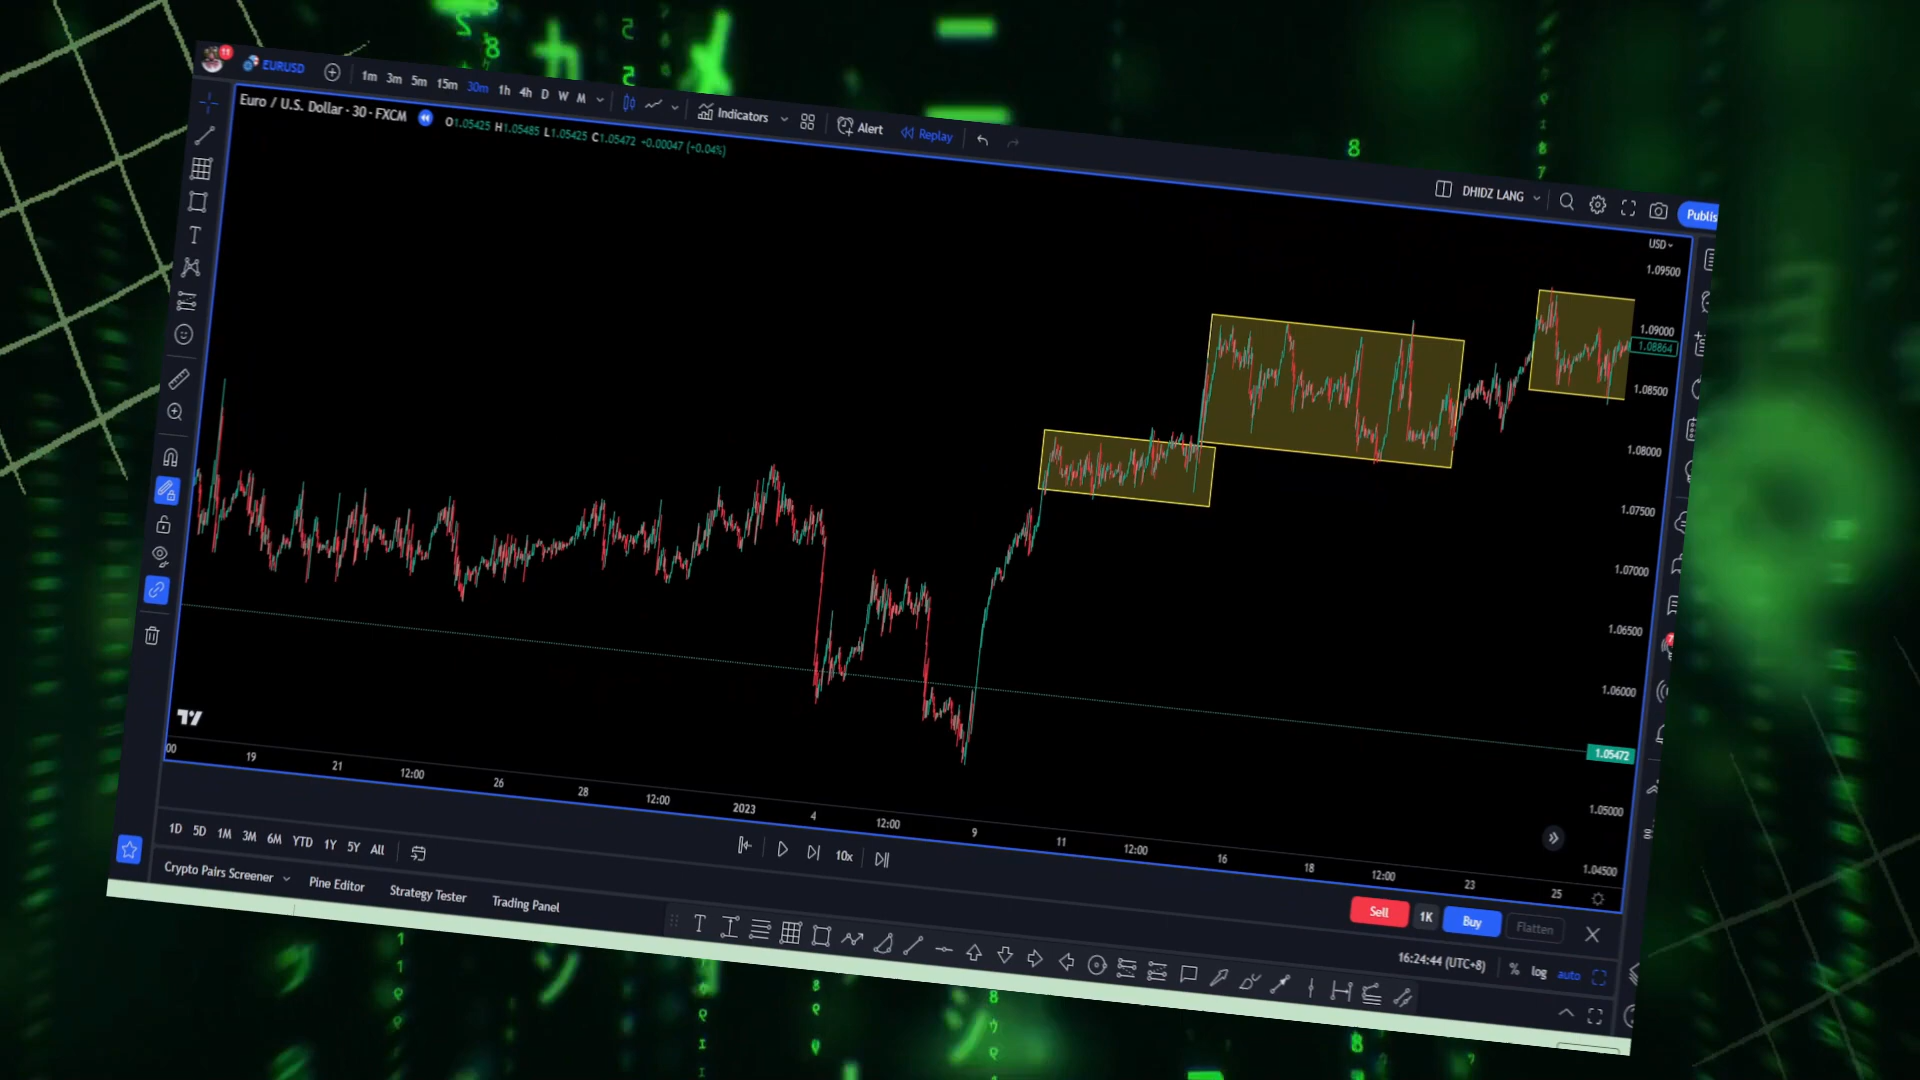 11
EURUSD
1m 3m 5m 15m 30m 1h 4h D W M
Indicators
Alert
Replay
DHIDZ LANG
Publis
Euro / U.S. Dollar · 30 · FXCM
O1.05425 H1.05485 L1.05425 C1.05472 +0.00047 (+0.04%)
USD
1.09500
1.09000
1.08864
1.08500
1.08000
1.07500
1.07000
1.06500
1.06000
1.05472
1.05000
1.04500
00 19 21 12:00 26 28 12:00 2023 4 12:00 9 11 12:00 16 18 12:00 23 25
1D 5D 1M 3M 6M YTD 1Y 5Y All
10x
Crypto Pairs Screener Pine Editor Strategy Tester Trading Panel
Sell 1K Buy Flatten
16:24:44 (UTC+8) % log auto